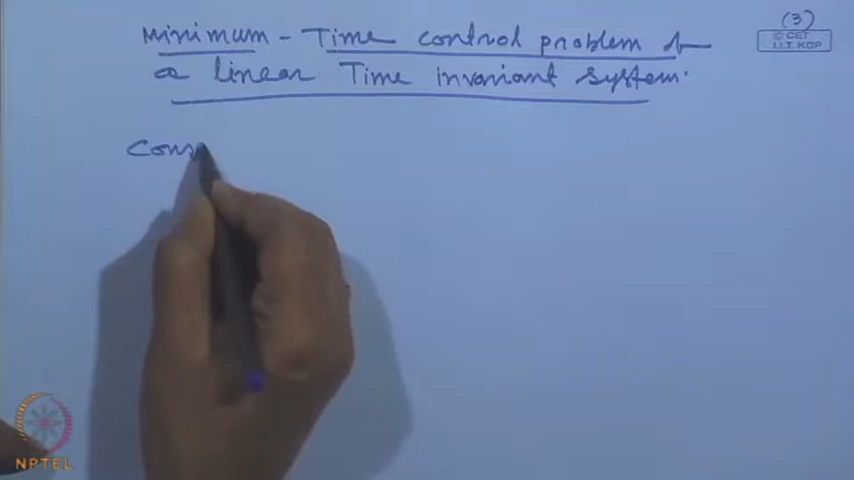 Minimum - Time control problem of
a linear Time invariant system.
Cons
(3)
© CET
I.I.T. KGP
NPTEL